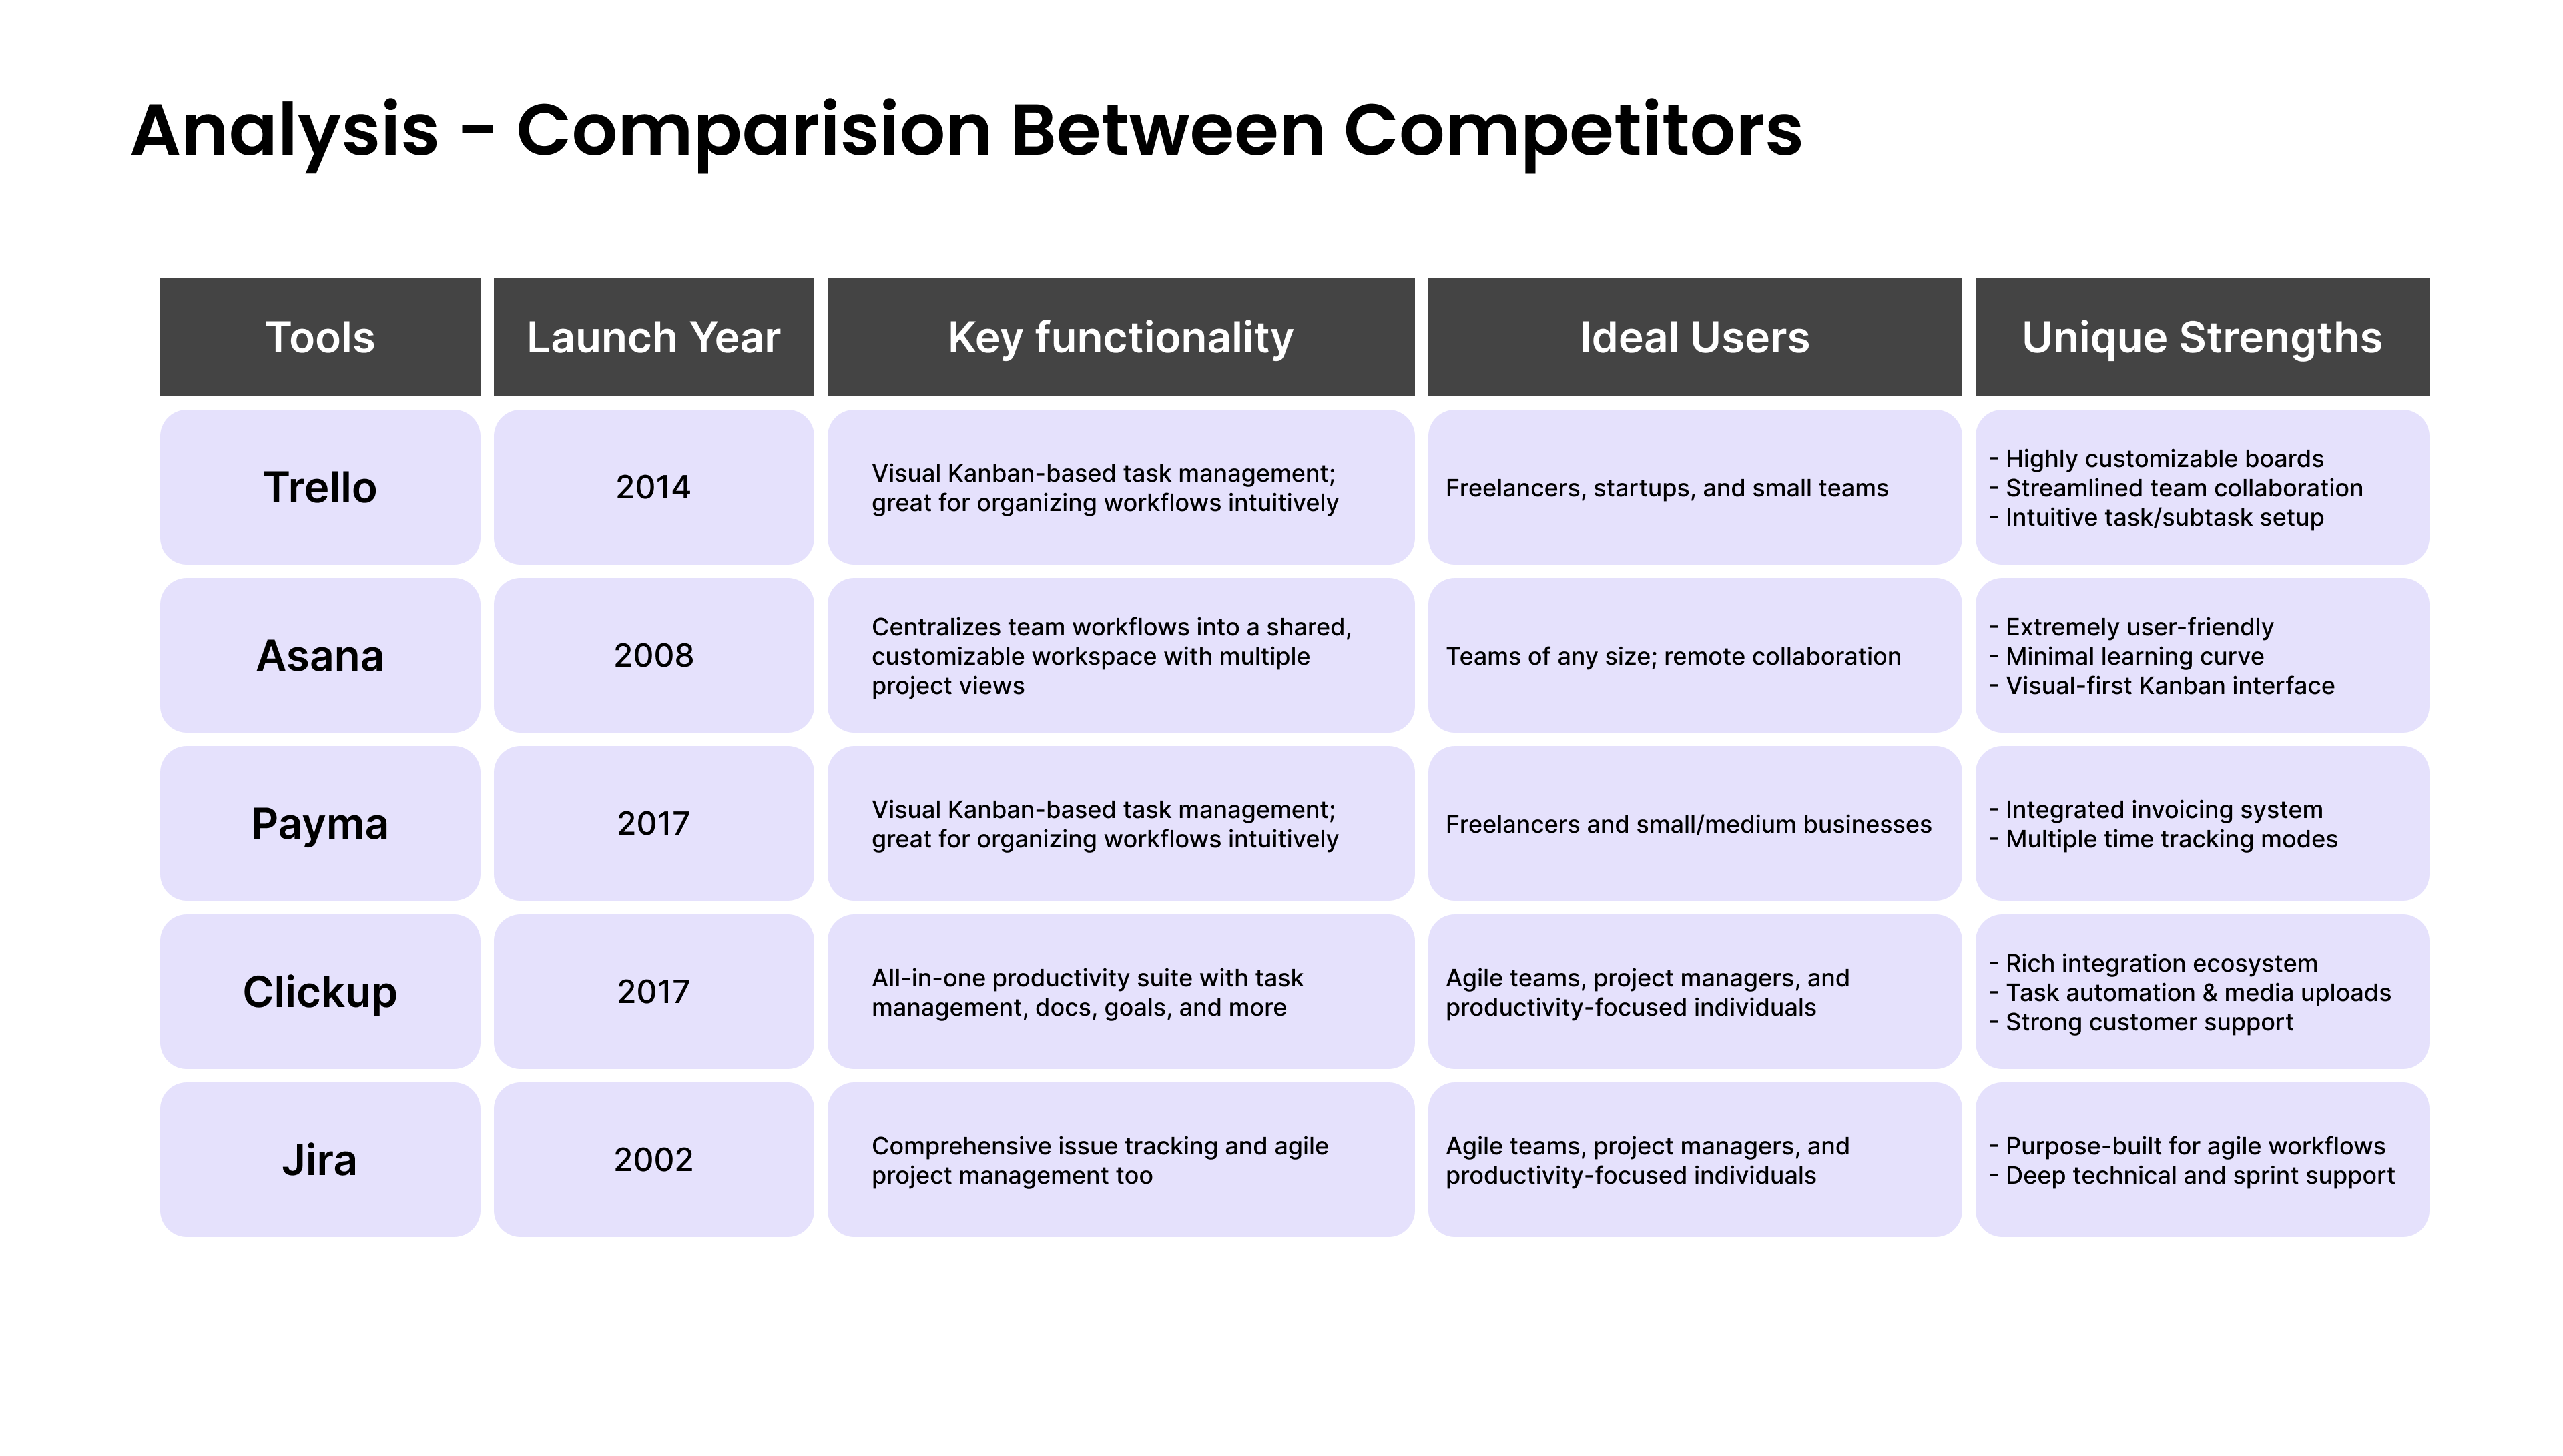 Analysis - Comparision Between Competitors
Tools
Launch Year
Key functionality
Ideal Users
Unique Strengths
Trello
2014
Visual Kanban-based task management;
great for organizing workflows intuitively
Freelancers, startups, and small teams
- Highly customizable boards
- Streamlined team collaboration
- Intuitive task/subtask setup
Asana
2008
Centralizes team workflows into a shared,
customizable workspace with multiple
project views
Teams of any size; remote collaboration
- Extremely user-friendly
- Minimal learning curve
- Visual-first Kanban interface
Payma
2017
Visual Kanban-based task management;
great for organizing workflows intuitively
Freelancers and small/medium businesses
- Integrated invoicing system
- Multiple time tracking modes
Clickup
2017
All-in-one productivity suite with task
management, docs, goals, and more
Agile teams, project managers, and
productivity-focused individuals
- Rich integration ecosystem
- Task automation & media uploads
- Strong customer support
Jira
2002
Comprehensive issue tracking and agile
project management too
Agile teams, project managers, and
productivity-focused individuals
- Purpose-built for agile workflows
- Deep technical and sprint support